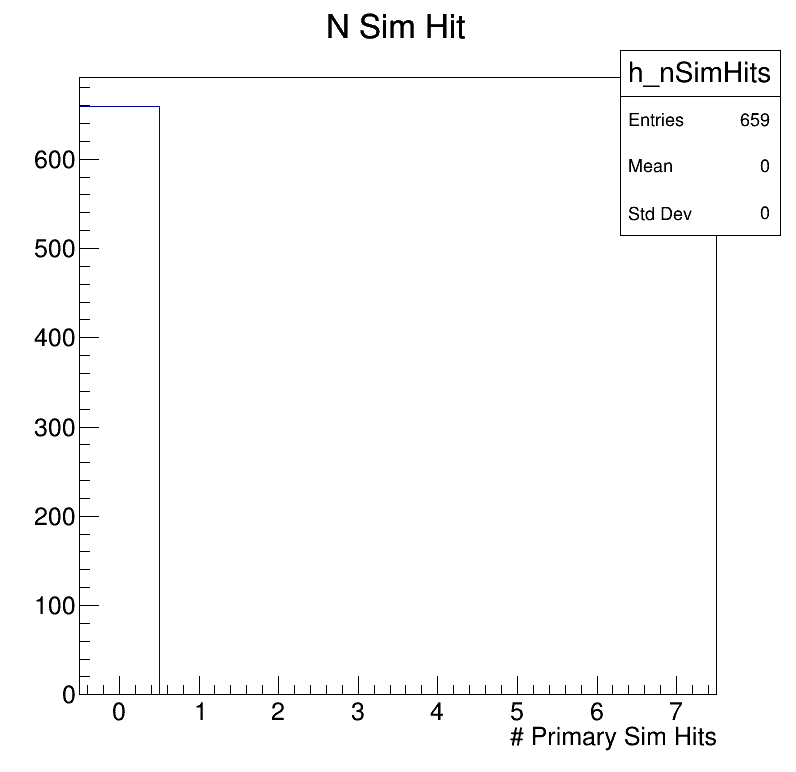 N Sim Hit
h_nSimHits
Entries 659
Mean 0
Std Dev 0
600
500
400
300
200
100
0
0 1 2 3 4 5 6 7
# Primary Sim Hits